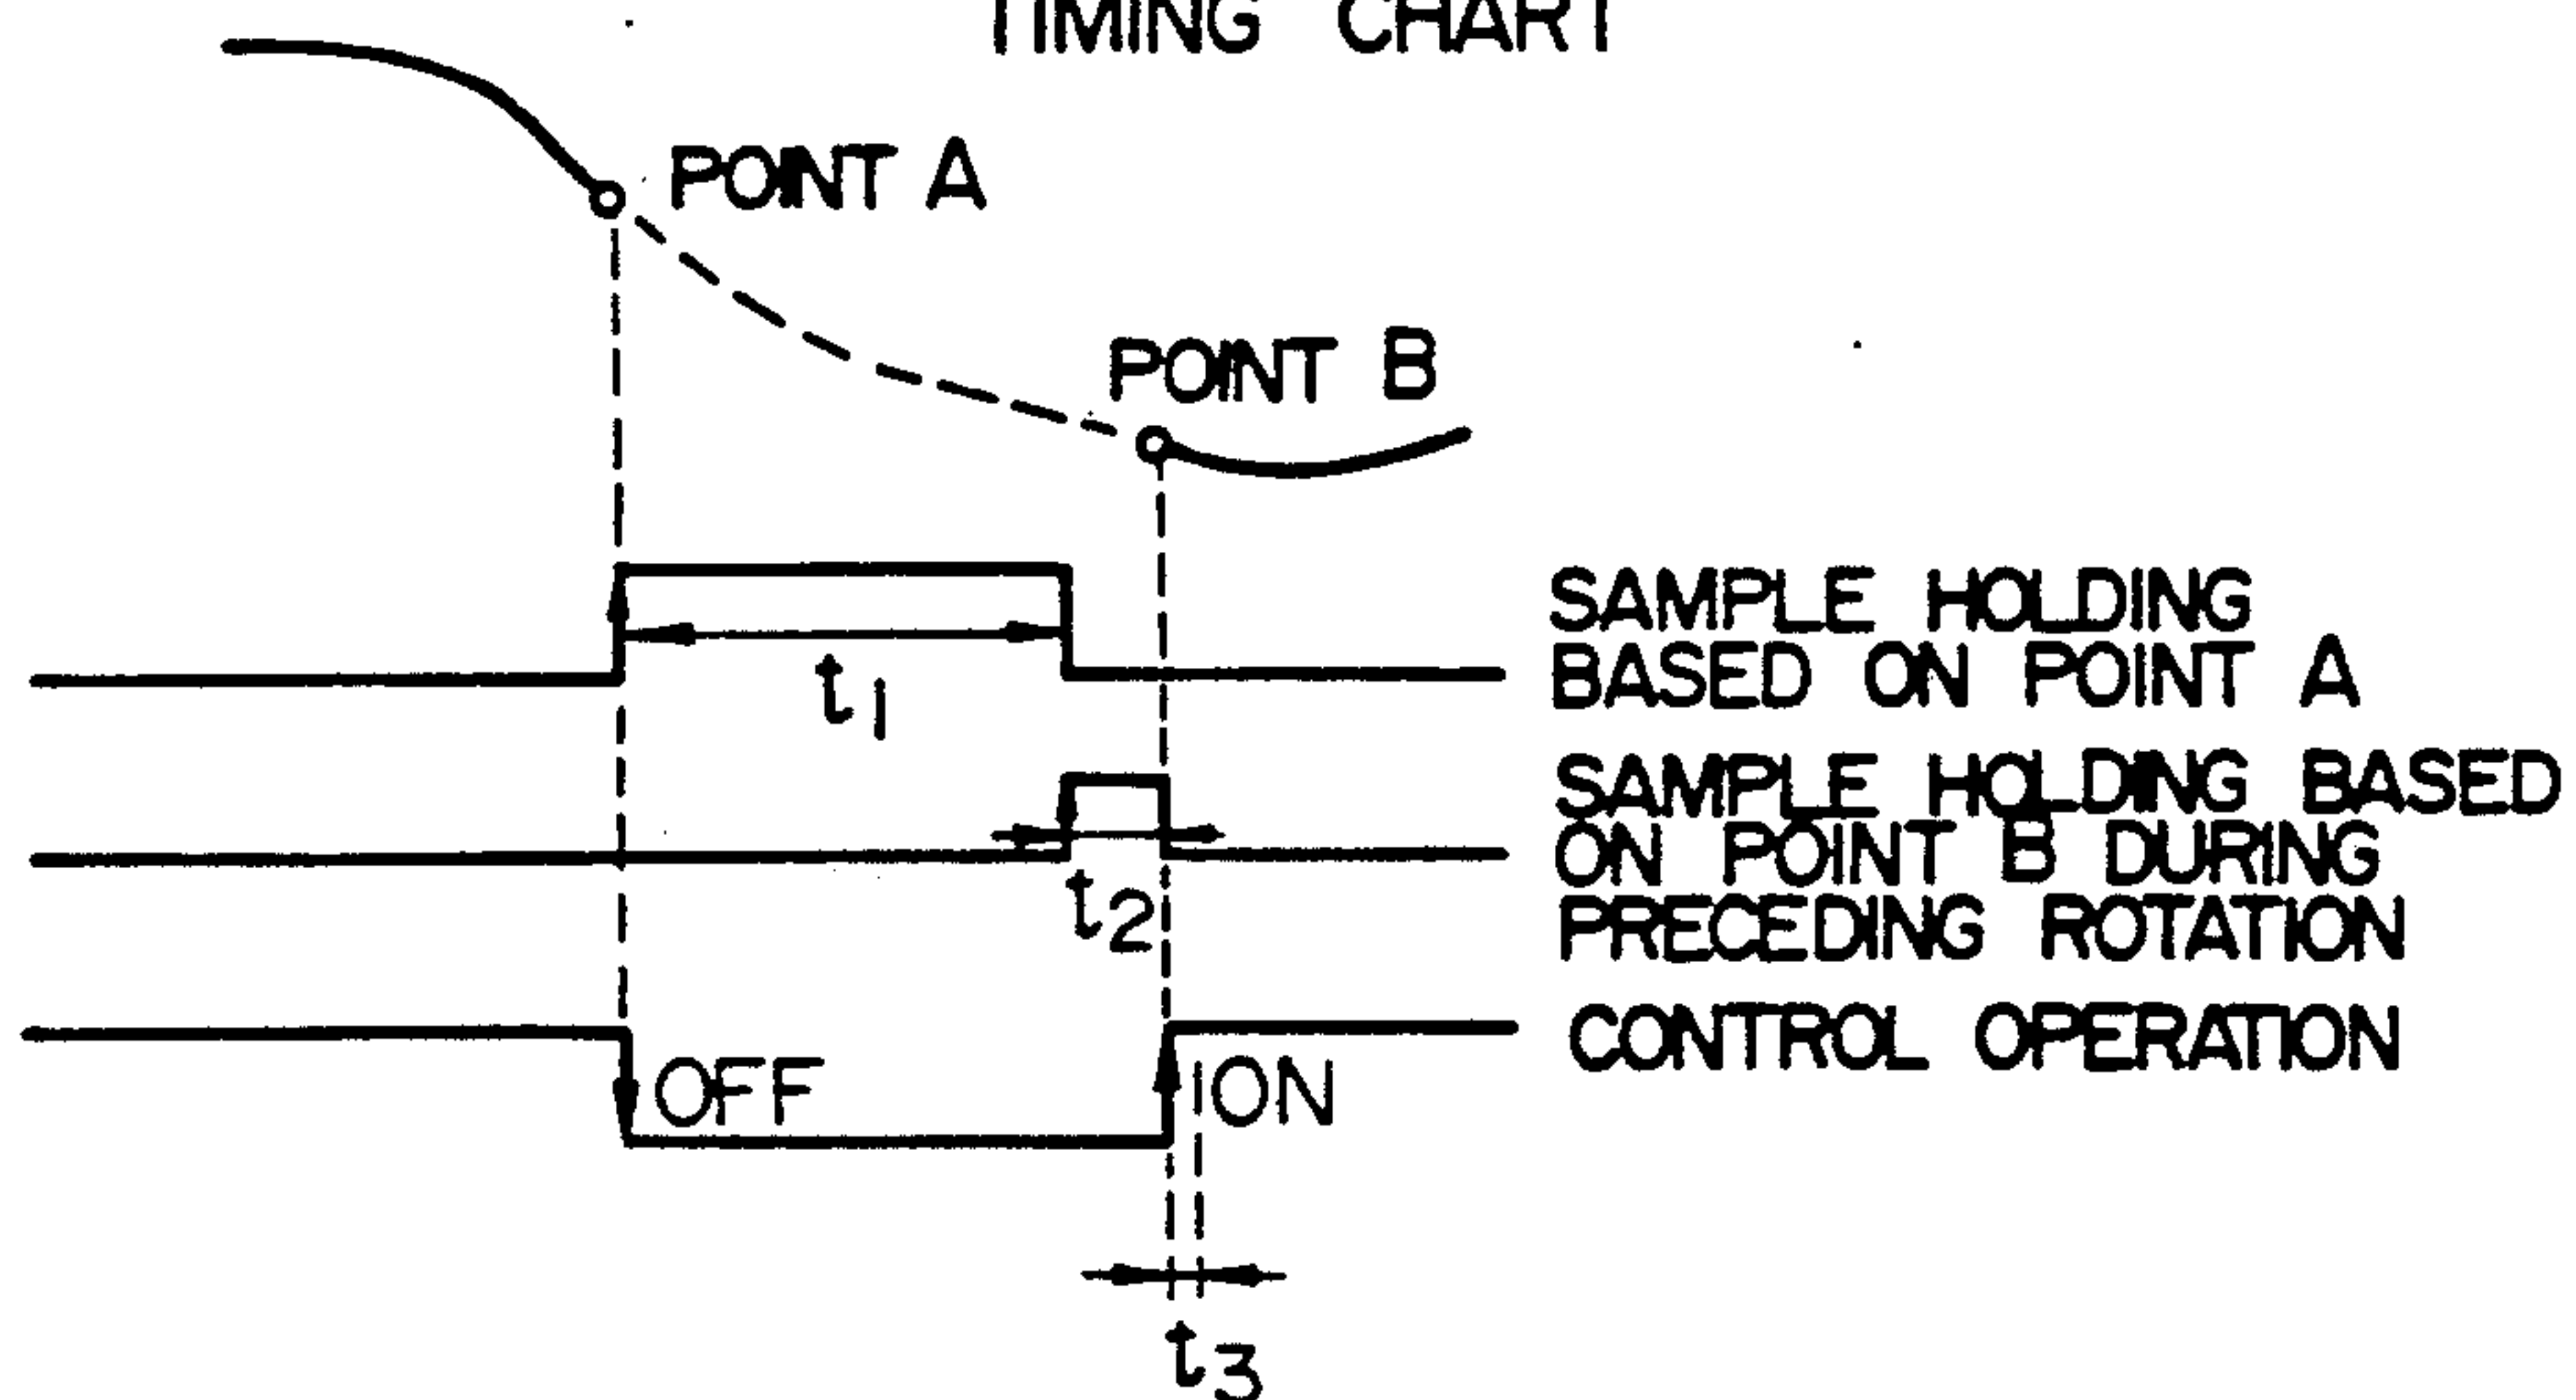 TIMING CHART
POINT A
POINT B
SAMPLE HOLDING
BASED ON POINT A
t1
SAMPLE HOLDING BASED
ON POINT B DURING
PRECEDING ROTATION
t2
CONTROL OPERATION
OFF
ON
t3